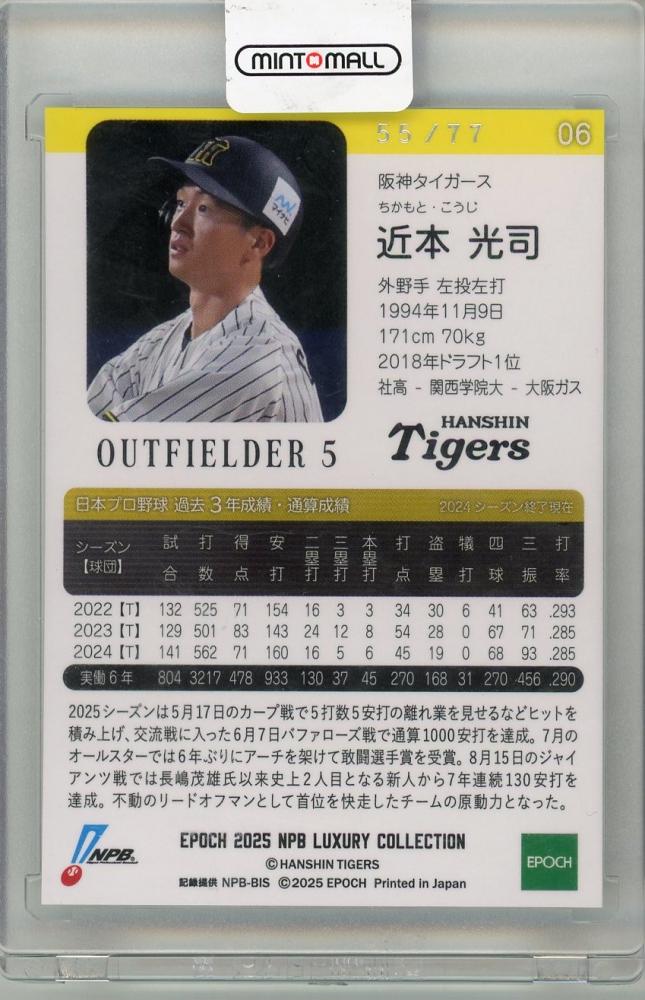 MINT MALL
55/77
06
阪神タイガース
ちかもと・こうじ
近本 光司
外野手 左投左打
1994年11月9日
171cm 70kg
2018年ドラフト1位
社高 - 関西学院大 - 大阪ガス
マイナビ
OUTFIELDER 5
HANSHIN
Tigers
日本プロ野球 過去3年成績・通算成績 2024 シーズン終了現在
シーズン【球団】 試合 打数 得点 安打 二塁打 三塁打 本塁打 打点 盗塁 犠打 四球 三振 打率
2022【T】 132 525 71 154 16 3 3 34 30 6 41 63 .293
2023【T】 129 501 83 143 24 12 8 54 28 0 67 71 .285
2024【T】 141 562 71 160 16 5 6 45 19 0 68 93 .285
実働6年 804 3217 478 933 130 37 45 270 168 31 270 456 .290
2025シーズンは5月17日のカープ戦で5打数5安打の離れ業を見せるなどヒットを
積み上げ、交流戦に入った6月7日バファローズ戦で通算1000安打を達成。7月の
オールスターでは6年ぶりにアーチを架けて敢闘選手賞を受賞。8月15日のジャイ
アンツ戦では長嶋茂雄氏以来史上2人目となる新人から7年連続130安打を
達成。不動のリードオフマンとして首位を快走したチームの原動力となった。
NPB
EPOCH 2025 NPB LUXURY COLLECTION
©HANSHIN TIGERS
記録提供 NPB-BIS ©2025 EPOCH Printed in Japan
EPOCH